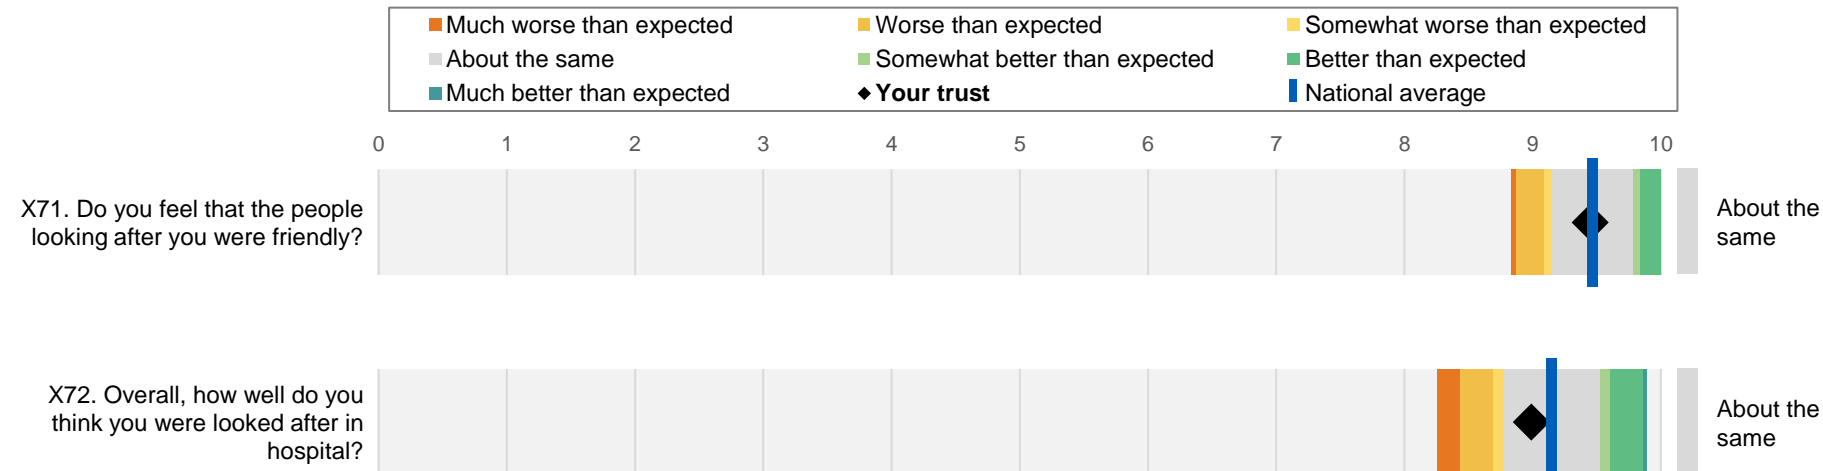 Much worse than expected
Worse than expected
Somewhat worse than expected
About the same
Somewhat better than expected
Better than expected
Much better than expected
Your trust
National average
0 1 2 3 4 5 6 7 8 9 10
X71. Do you feel that the people
looking after you were friendly?
About the
same
X72. Overall, how well do you
think you were looked after in
hospital?
About the
same